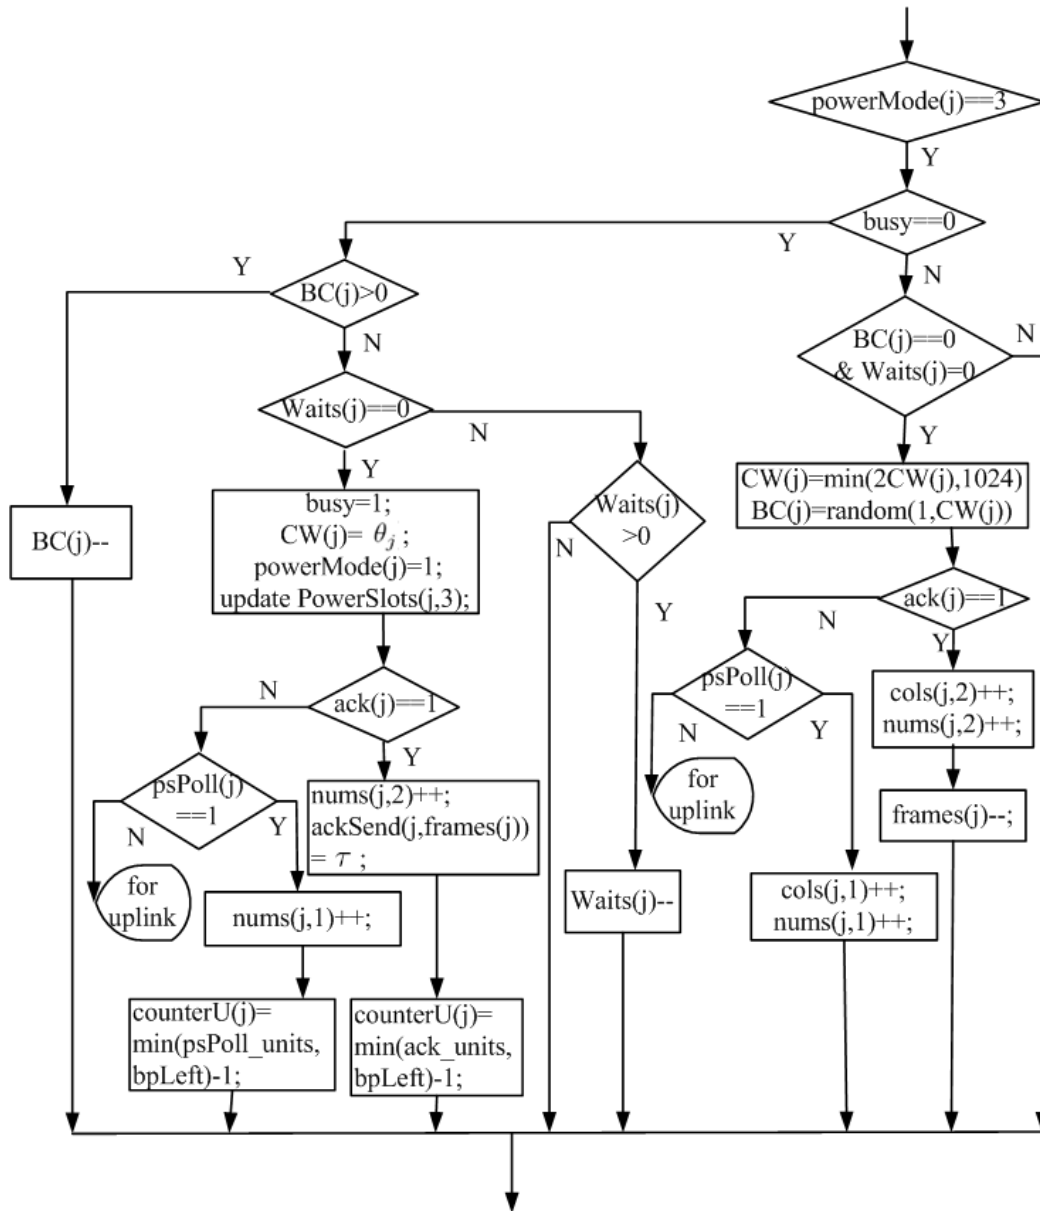 powerMode(j)==3
Y
busy==0
Y
N
Y
BC(j)>0
N
BC(j)==0
& Waits(j)=0
N
Waits(j)==0
N
Y
Y
CW(j)=min(2CW(j),1024)
BC(j)=random(1,CW(j))
busy=1;
CW(j)= θj ;
powerMode(j)=1;
update PowerSlots(j,3);
BC(j)--
Waits(j)
>0
N
Y
ack(j)==1
N
Y
psPoll(j)
==1
N
Y
cols(j,2)++;
nums(j,2)++;
ack(j)==1
N
Y
psPoll(j)
==1
N
Y
nums(j,2)++;
ackSend(j,frames(j))
= τ ;
for
uplink
frames(j)--;
for
uplink
nums(j,1)++;
Waits(j)--
cols(j,1)++;
nums(j,1)++;
counterU(j)=
min(psPoll_units,
bpLeft)-1;
counterU(j)=
min(ack_units,
bpLeft)-1;